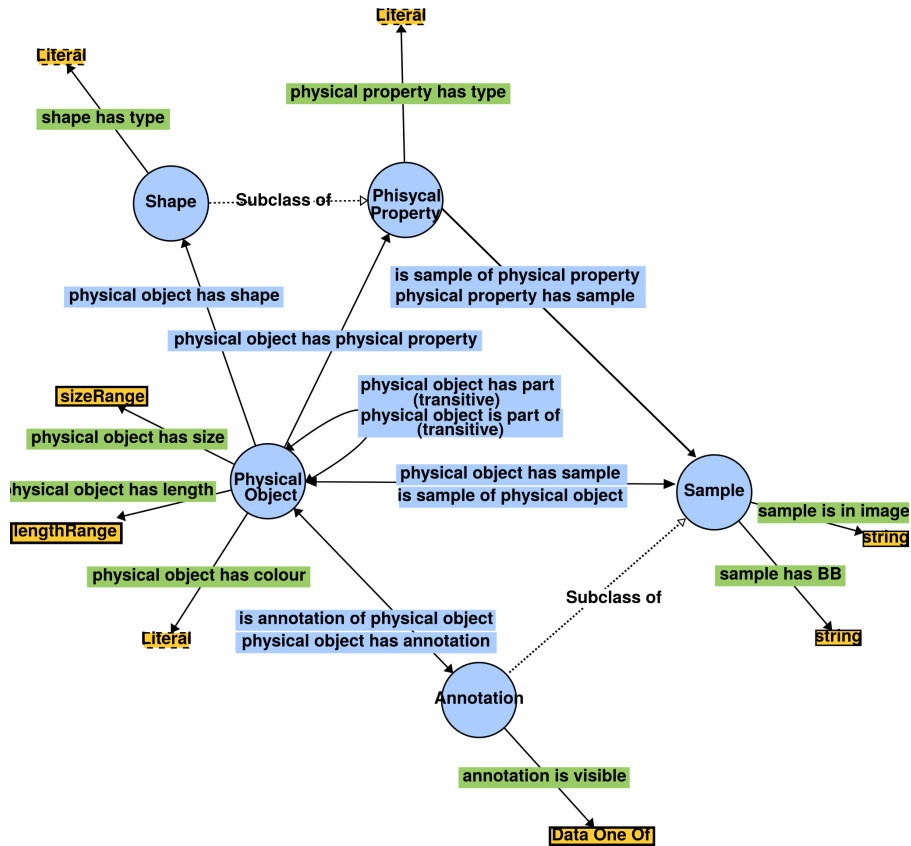 Literal
Literal
physical property has type
shape has type
Shape
Subclass of
Phisycal
Property
is sample of physical property
physical property has sample
physical object has shape
physical object has physical property
physical object has part
(transitive)
physical object is part of
(transitive)
sizeRange
physical object has size
physical object has sample
is sample of physical object
Physical
Object
hysical object has length
Sample
sample is in image
lengthRange
string
physical object has colour
sample has BB
Subclass of
is annotation of physical object
physical object has annotation
Literal
string
Annotation
annotation is visible
Data One Of